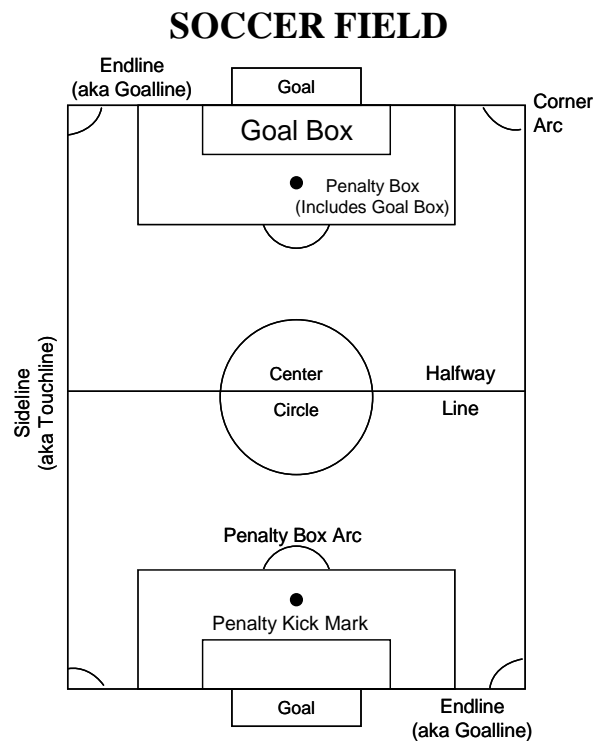 SOCCER FIELD
Endline
(aka Goalline)
Goal
Corner
Arc
Goal Box
Penalty Box
(Includes Goal Box)
Sideline
(aka Touchline)
Center
Circle
Halfway
Line
Penalty Box Arc
Penalty Kick Mark
Goal
Endline
(aka Goalline)